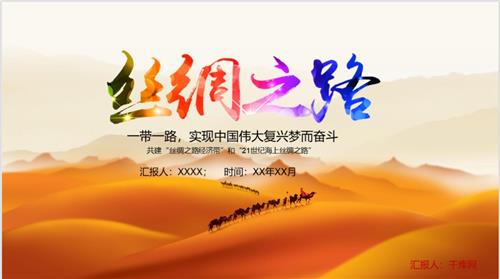 丝绸之路
一带一路，实现中国伟大复兴梦而奋斗
共建“丝绸之路经济带”和“21世纪海上丝绸之路”
汇报人：XXXX；　　时间：XX年XX月
汇报人：千库网